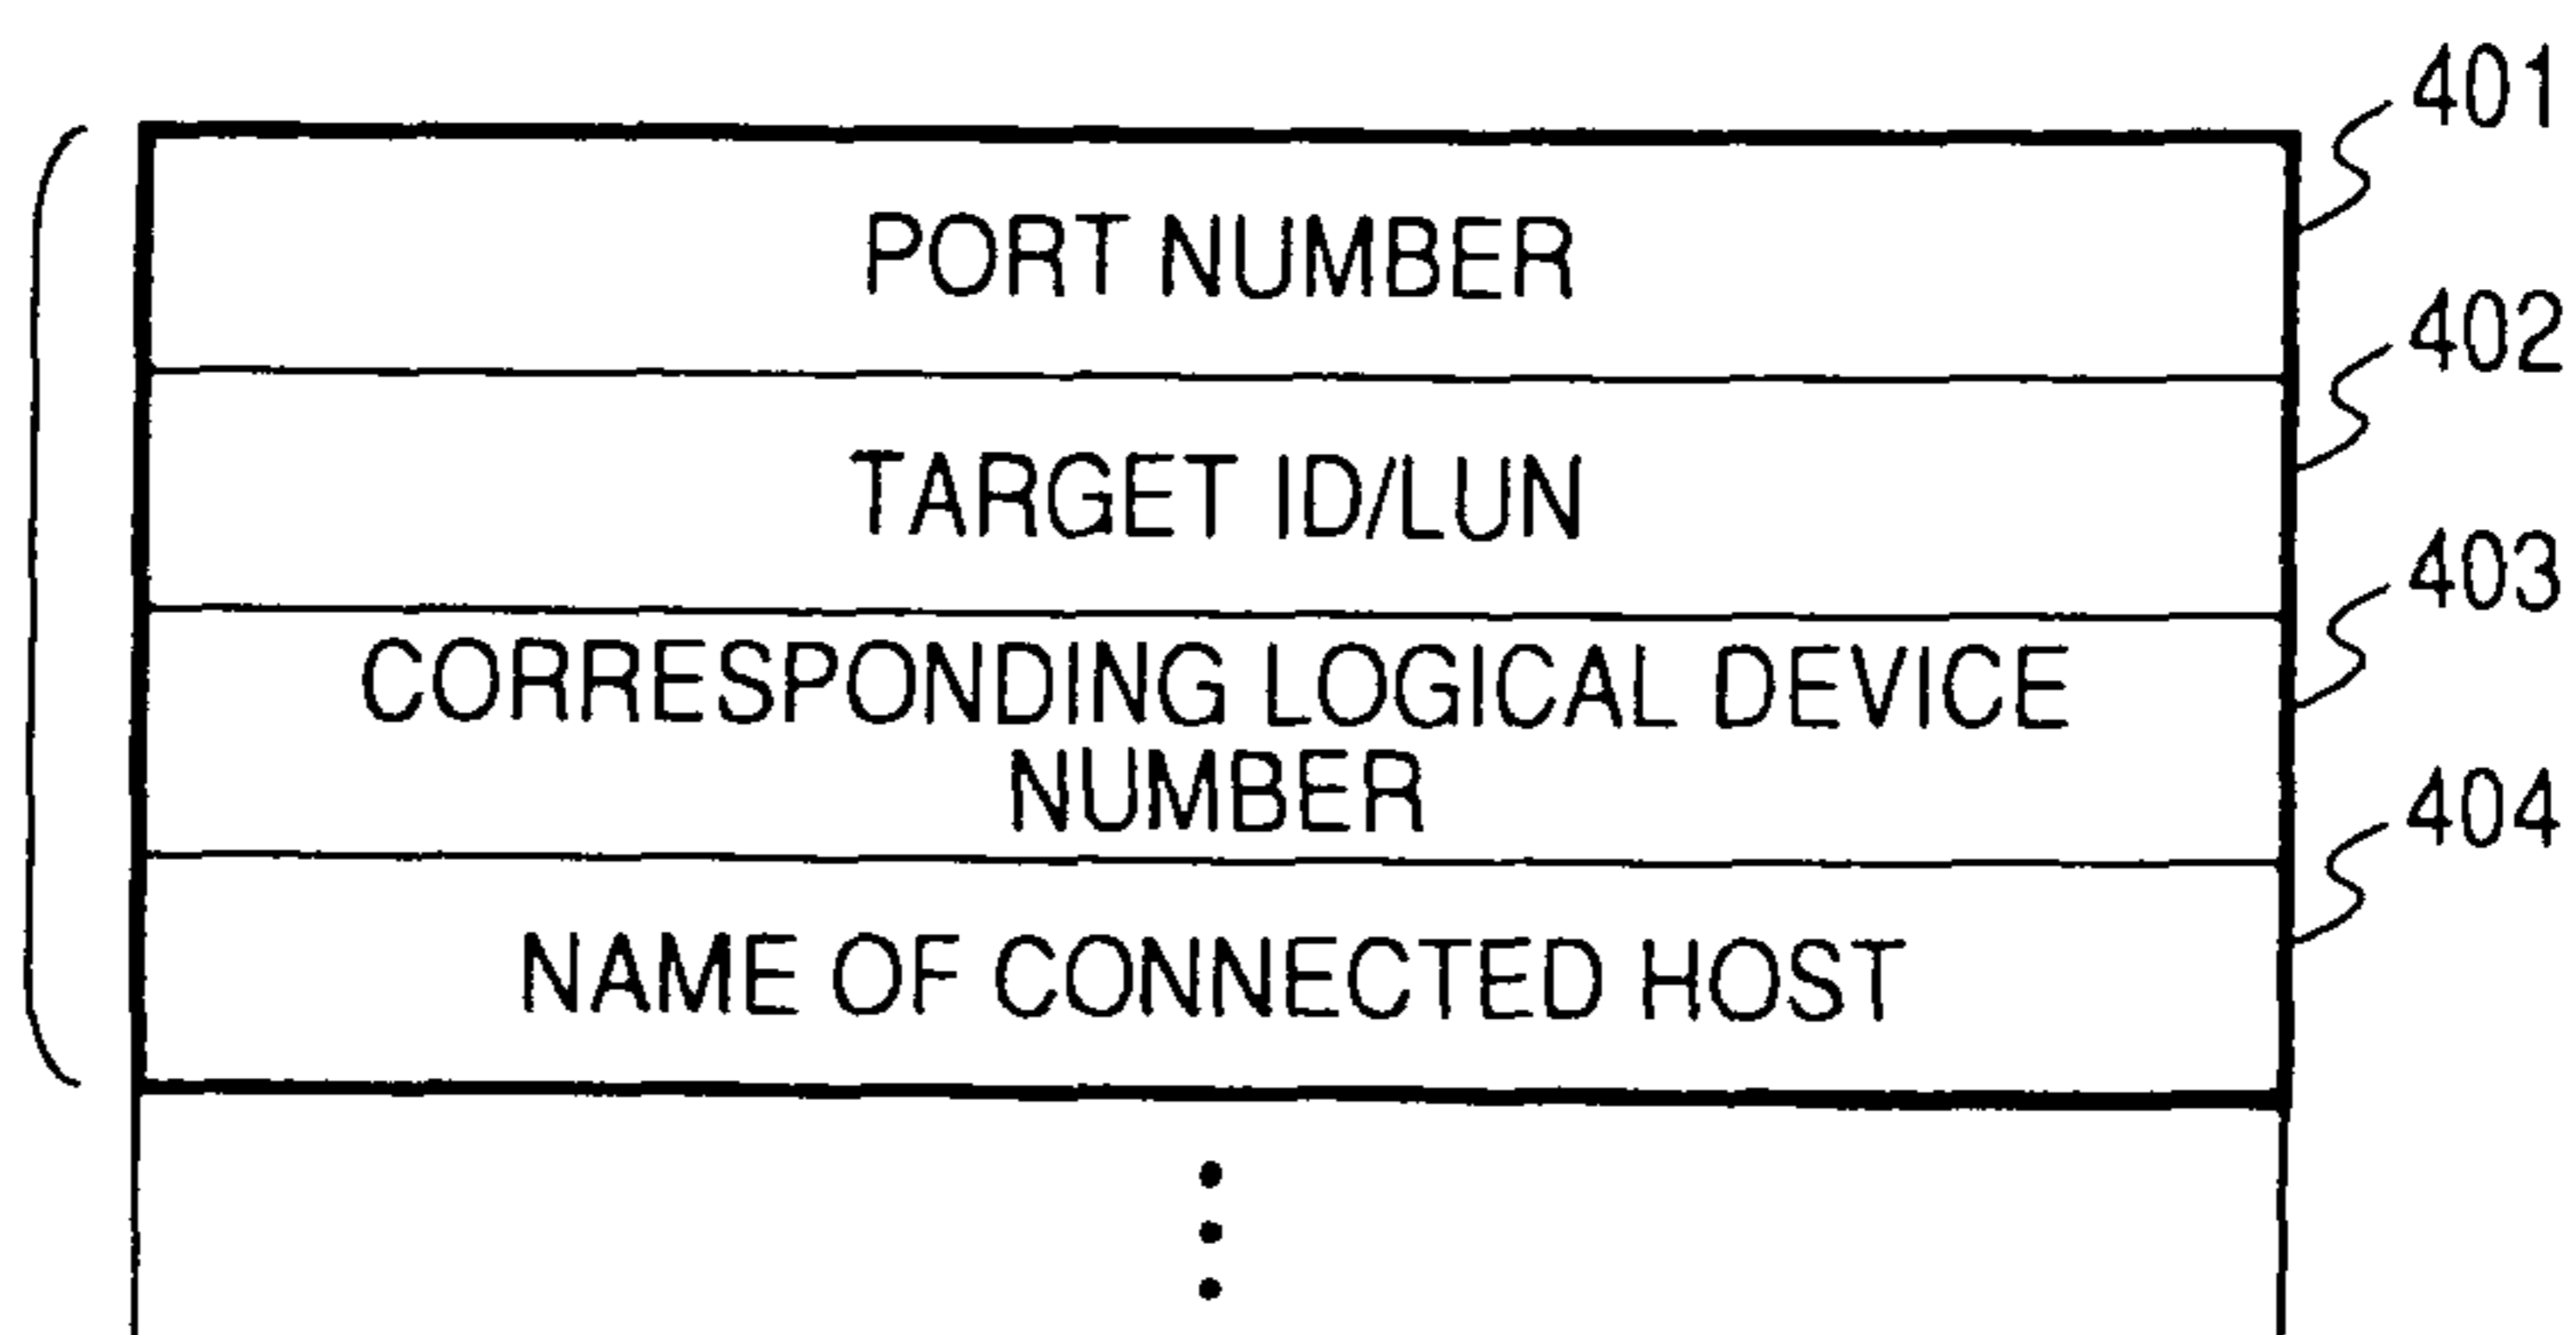 401
PORT NUMBER
402
TARGET ID/LUN
403
CORRESPONDING LOGICAL DEVICE
NUMBER
404
NAME OF CONNECTED HOST